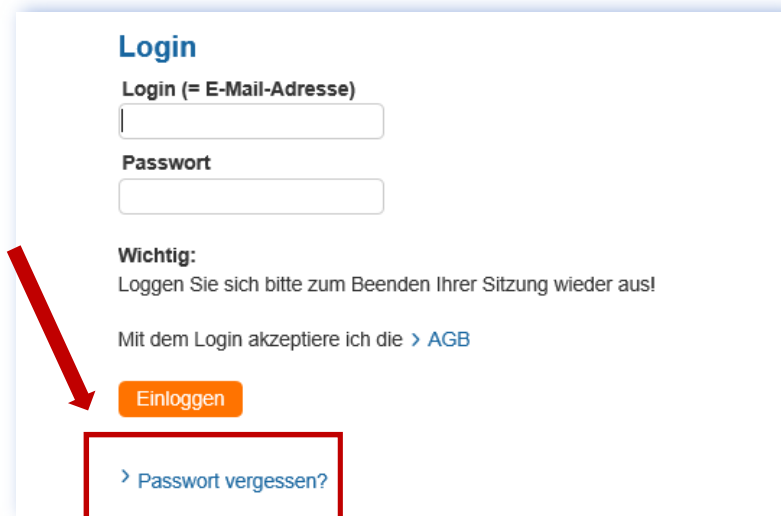 Login
Login (= E-Mail-Adresse)
Passwort
Wichtig:
Loggen Sie sich bitte zum Beenden Ihrer Sitzung wieder aus!
Mit dem Login akzeptiere ich die > AGB
Einloggen
> Passwort vergessen?